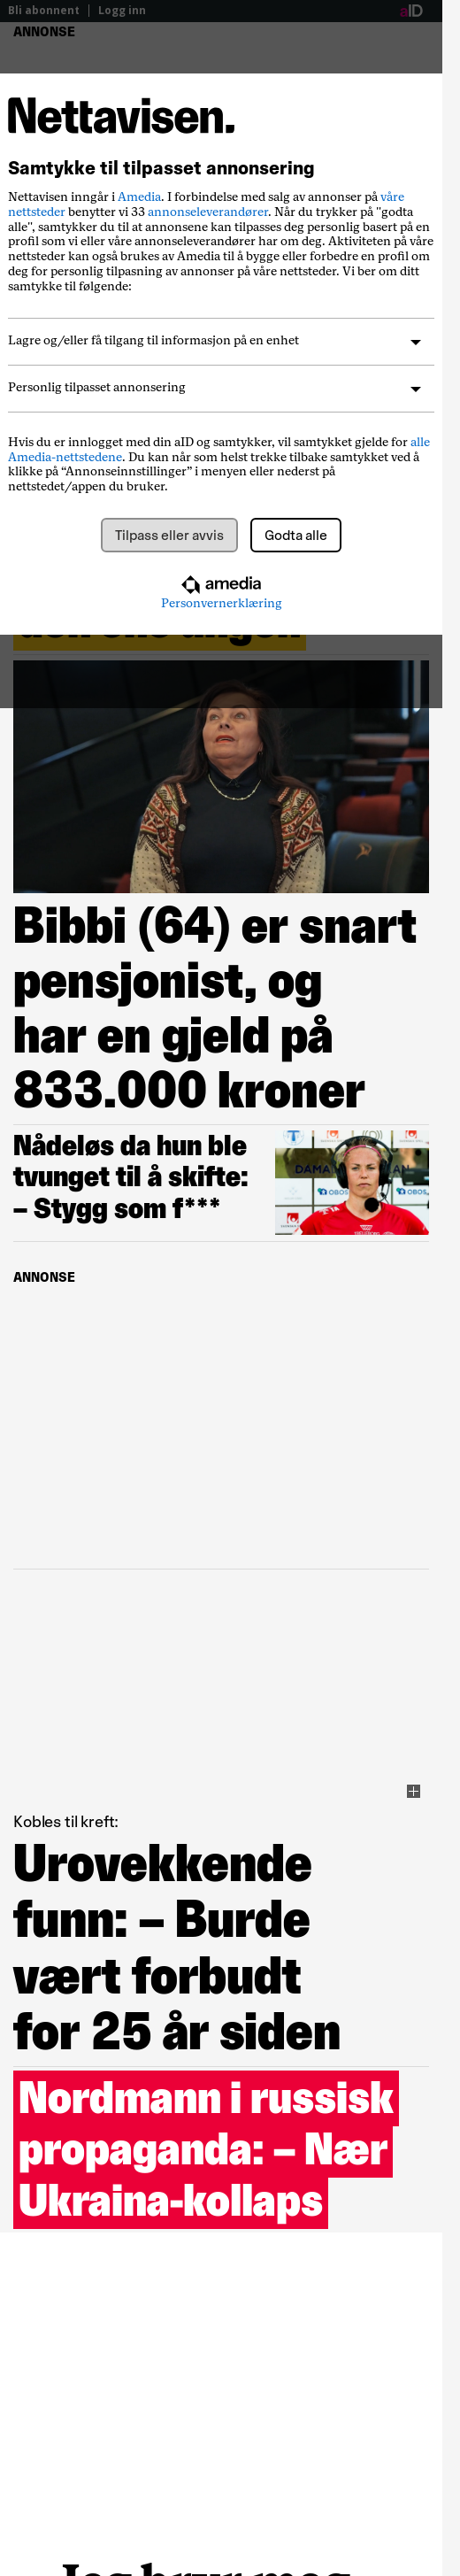 Bli abonnent | Logg inn aID
ANNONSE
Nettavisen.
Samtykke til tilpasset annonsering
Nettavisen inngår i Amedia. I forbindelse med salg av annonser på våre
nettsteder benytter vi 33 annonseleverandører. Når du trykker på "godta
alle", samtykker du til at annonsene kan tilpasses deg personlig basert på en
profil som vi eller våre annonseleverandører har om deg. Aktiviteten på våre
nettsteder kan også brukes av Amedia til å bygge eller forbedre en profil om
deg for personlig tilpasning av annonser på våre nettsteder. Vi ber om ditt
samtykke til følgende:
Lagre og/eller få tilgang til informasjon på en enhet
Personlig tilpasset annonsering
Hvis du er innlogget med din aID og samtykker, vil samtykket gjelde for alle
Amedia-nettstedene. Du kan når som helst trekke tilbake samtykket ved å
klikke på “Annonseinnstillinger” i menyen eller nederst på
nettstedet/appen du bruker.
Tilpass eller avvis Godta alle
amedia
Personvernerklæring
Bibbi (64) er snart
pensjonist, og
har en gjeld på
833.000 kroner
Nådeløs da hun ble
tvunget til å skifte:
– Stygg som f***
OBOS
OBOS
ANNONSE
Kobles til kreft:
Urovekkende
funn: – Burde
vært forbudt
for 25 år siden
Nordmann i russisk
propaganda: – Nær
Ukraina-kollaps